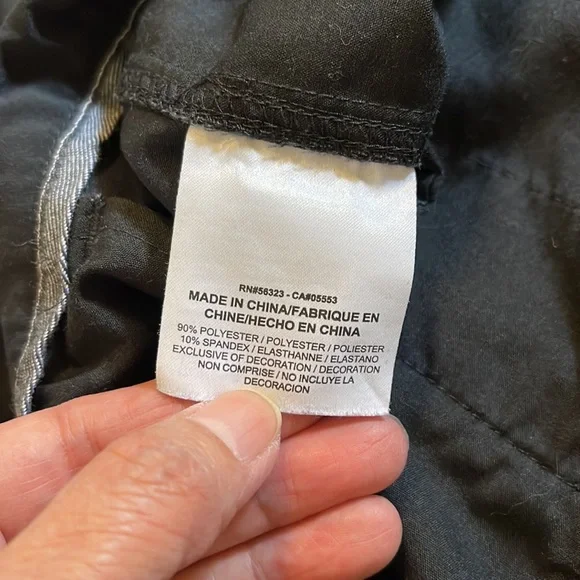 RN#56323 - CA#05553
MADE IN CHINA/FABRIQUE EN
CHINE/HECHO EN CHINA
90% POLYESTER / POLYESTER / POLIESTER
10% SPANDEX / ELASTHANNE / ELASTANO
EXCLUSIVE OF DECORATION / DECORATION
NON COMPRISE / NO INCLUYE LA
DECORACION